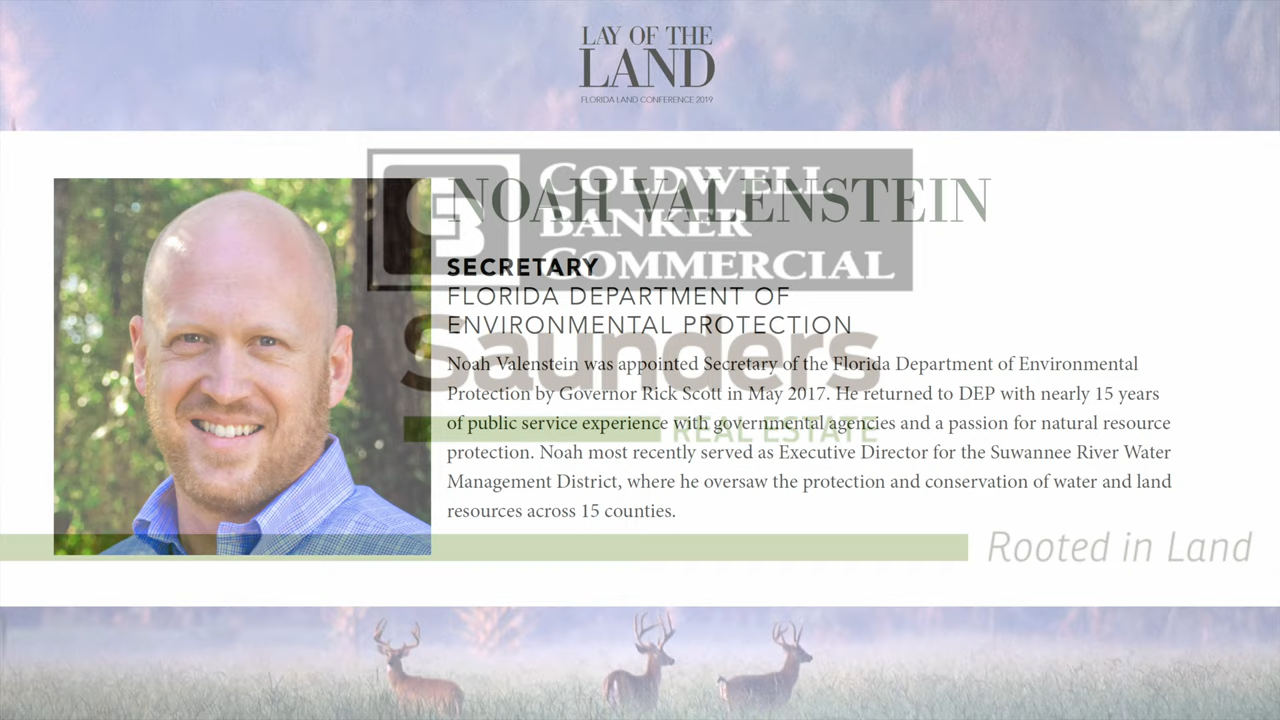 LAY OF THE
LAND
FLORIDA LAND CONFERENCE 2019
COLDWELL
BANKER
COMMERCIAL
NOAH VALENSTEIN
SECRETARY
FLORIDA DEPARTMENT OF
ENVIRONMENTAL PROTECTION
Saunders
REAL ESTATE
Noah Valenstein was appointed Secretary of the Florida Department of Environmental
Protection by Governor Rick Scott in May 2017. He returned to DEP with nearly 15 years
of public service experience with governmental agencies and a passion for natural resource
protection. Noah most recently served as Executive Director for the Suwannee River Water
Management District, where he oversaw the protection and conservation of water and land
resources across 15 counties.
Rooted in Land